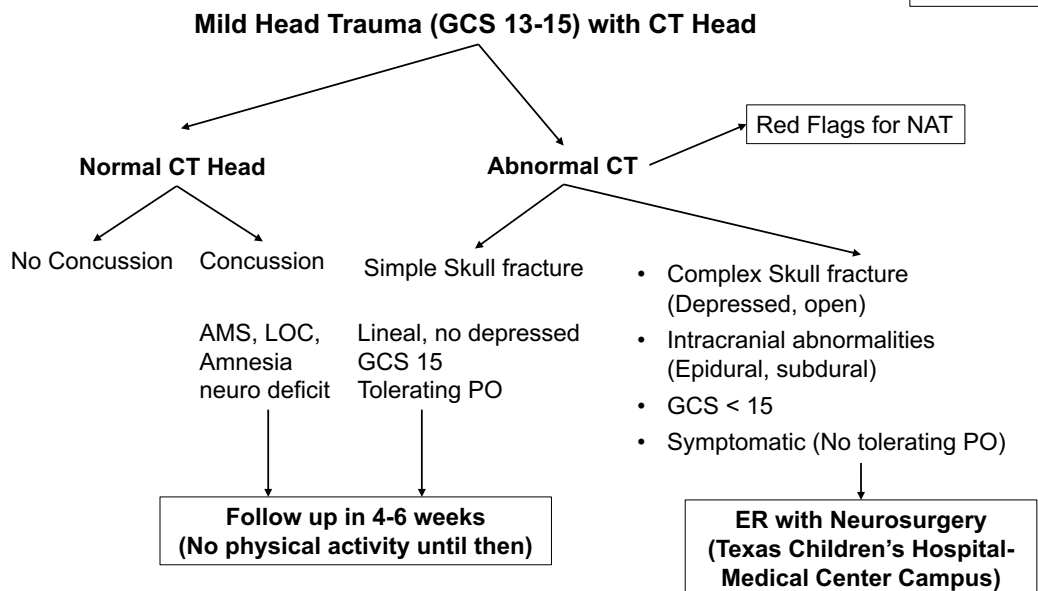 Mild Head Trauma (GCS 13-15) with CT Head
Red Flags for NAT
Normal CT Head
Abnormal CT
No Concussion
Concussion
AMS, LOC,
Amnesia
neuro deficit
Simple Skull fracture
Lineal, no depressed
GCS 15
Tolerating PO
• Complex Skull fracture
(Depressed, open)
• Intracranial abnormalities
(Epidural, subdural)
• GCS < 15
• Symptomatic (No tolerating PO)
Follow up in 4-6 weeks
(No physical activity until then)
ER with Neurosurgery
(Texas Children's Hospital-
Medical Center Campus)